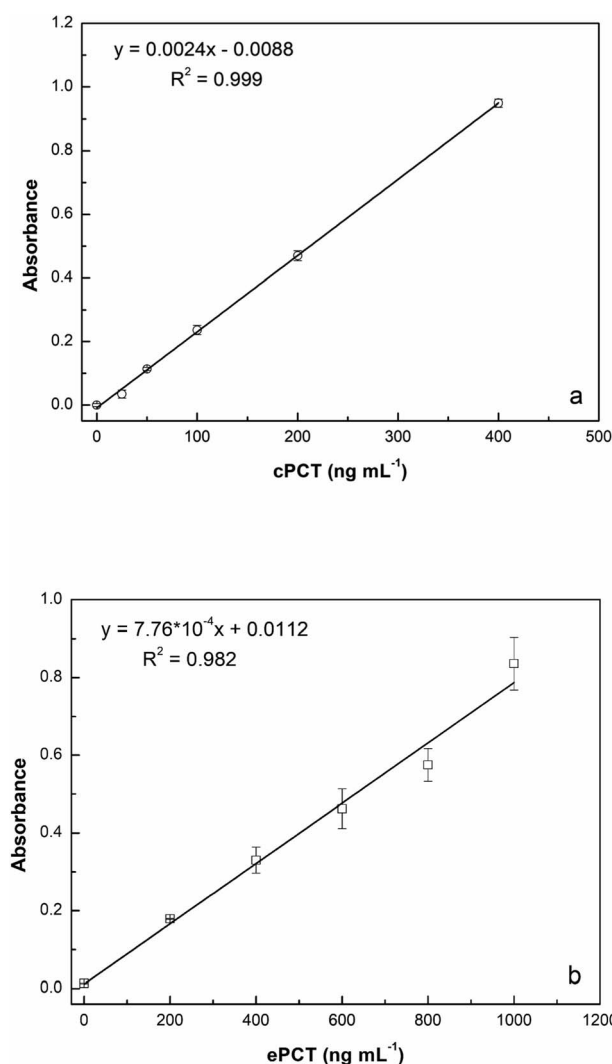 1.2
y = 0.0024x - 0.0088
R² = 0.999
1.0
0.8
0.6
0.4
0.2
0.0
Absorbance
a
0 100 200 300 400 500
cPCT (ng mL⁻¹)
1.0
y = 7.76*10⁻⁴x + 0.0112
R² = 0.982
0.8
0.6
0.4
0.2
0.0
Absorbance
b
0 200 400 600 800 1000 1200
ePCT (ng mL⁻¹)